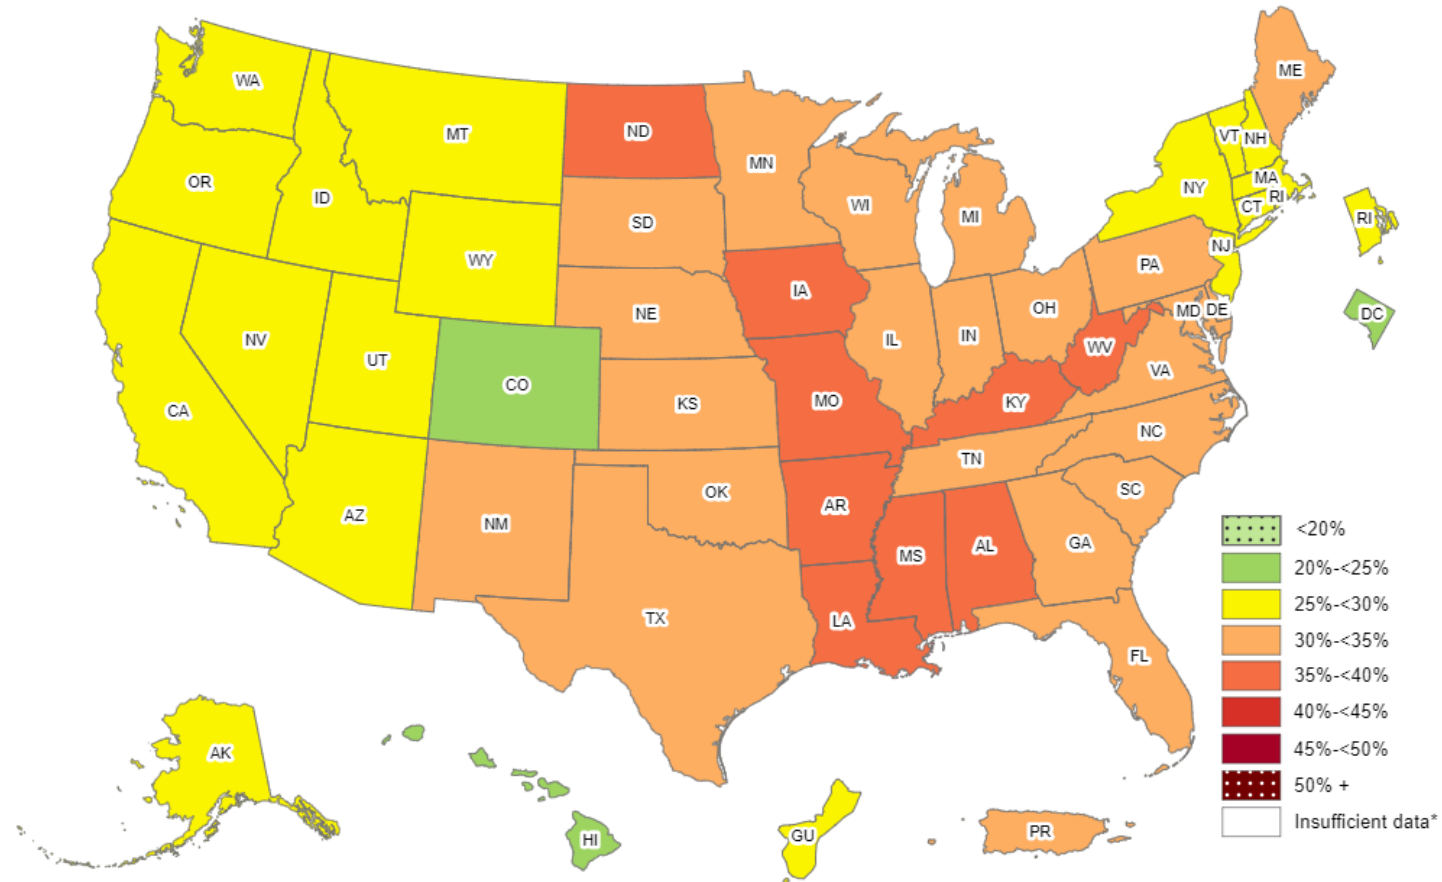 ME
WA
ND
MT
VT
NH
MN
MA
OR
NY
RI
ID
CT
WI
MI
RI
SD
NJ
WY
PA
IA
OH
MD
DE
NE
DC
IN
NV
IL
WV
UT
VA
CO
MO
KY
KS
CA
NC
TN
SC
OK
AR
AZ
NM
GA
AL
MS
<20%
20%-<25%
25%-<30%
TX
LA
30%-<35%
FL
35%-<40%
40%-<45%
45%-<50%
AK
50% +
Insufficient data*
PR
GU
HI